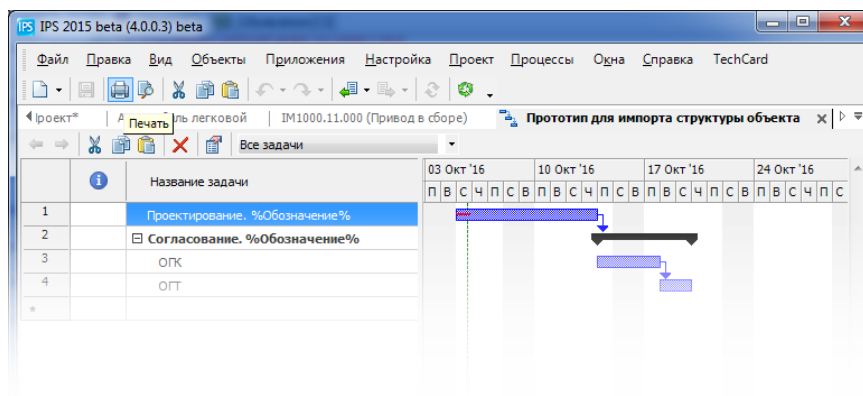 IPS 2015 beta (4.0.0.3) beta
Файл Правка Вид Объекты Приложения Настройка Проект Процессы Окна Справка TechCard
Проект* ль легковой IM1000.11.000 (Привод в сборе) Прототип для импорта структуры объекта
Печать
Все задачи
Название задачи 03 Окт '16 10 Окт '16 17 Окт '16 24 Окт '16
П В С Ч П С В П В С Ч П С В П В С Ч П С В П В С Ч П С
1 Проектирование. %Обозначение%
2 Согласование. %Обозначение%
3 ОГК
4 ОГТ